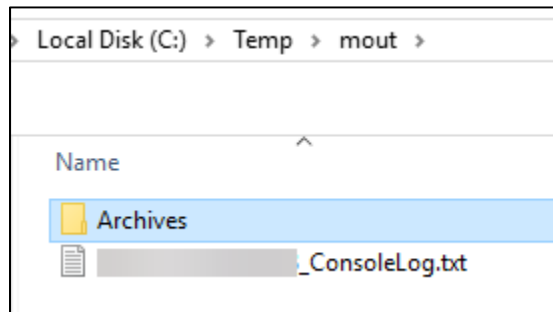 Local Disk (C:) > Temp > mout >
Name
Archives
_ConsoleLog.txt